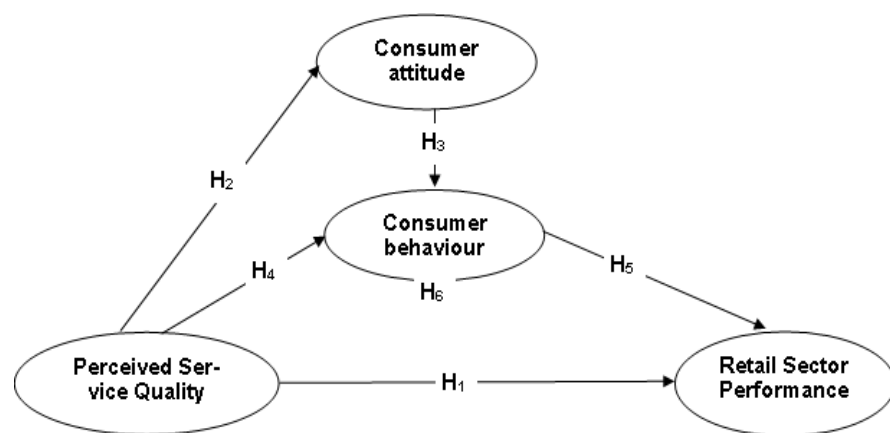 Consumer
attitude
H₃
H₂
Consumer
behaviour
H₄
H₅
H₆
Perceived Ser-
vice Quality
H₁
Retail Sector
Performance